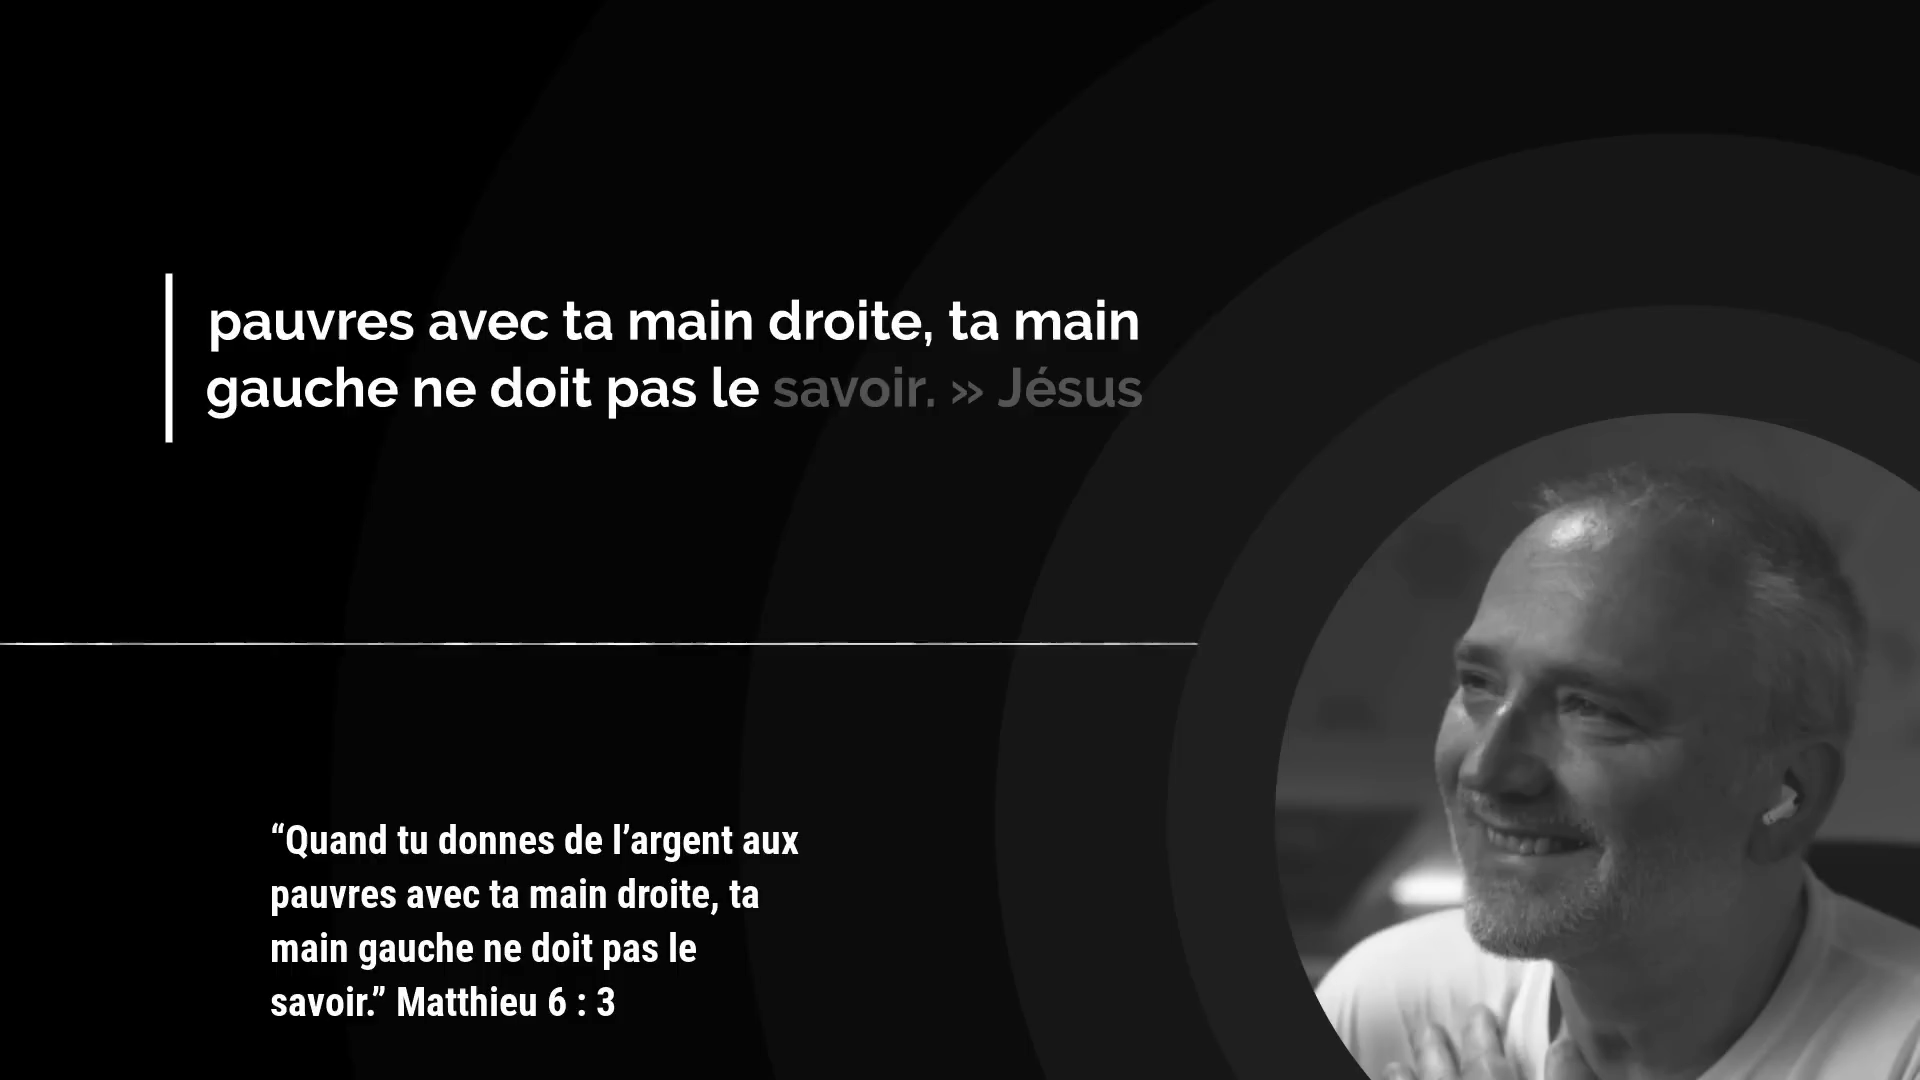 pauvres avec ta main droite, ta main
gauche ne doit pas le savoir. » Jésus
“Quand tu donnes de l’argent aux
pauvres avec ta main droite, ta
main gauche ne doit pas le
savoir.” Matthieu 6 : 3